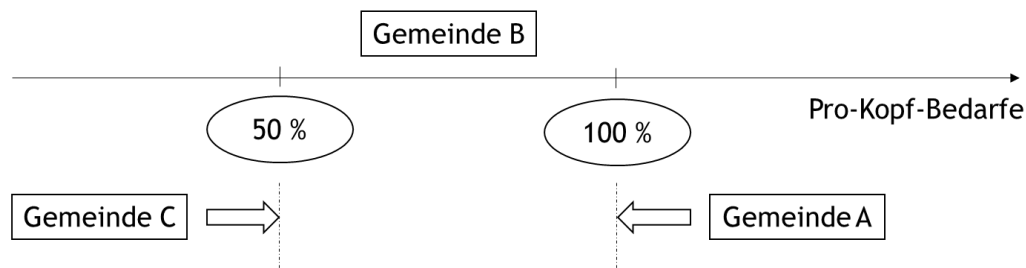 Gemeinde B
Pro-Kopf-Bedarfe
50 %
100 %
Gemeinde C
Gemeinde A